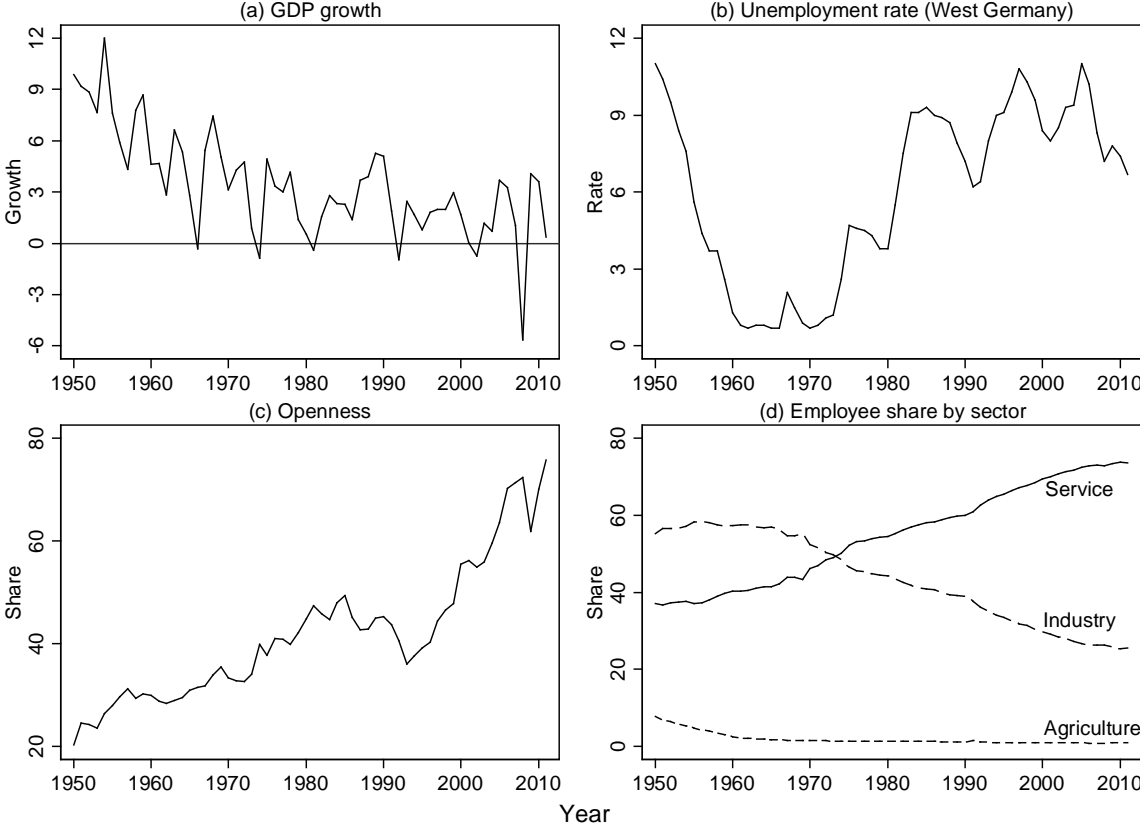 (a) GDP growth
Growth
12
9
6
3
0
-3
-6
1950 1960 1970 1980 1990 2000 2010
(b) Unemployment rate (West Germany)
Rate
12
9
6
3
0
1950 1960 1970 1980 1990 2000 2010
(c) Openness
Share
80
60
40
20
1950 1960 1970 1980 1990 2000 2010
(d) Employee share by sector
Share
80
60
40
20
0
Service
Industry
Agriculture
1950 1960 1970 1980 1990 2000 2010
Year